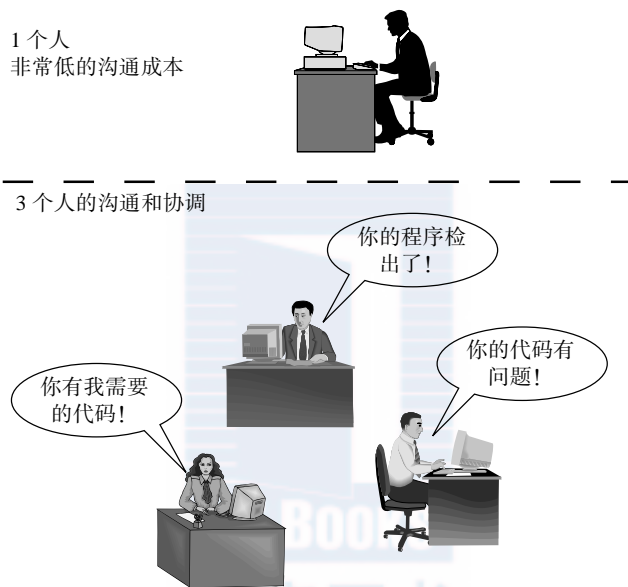 1 个人
非常低的沟通成本
3 个人的沟通和协调
你的程序检
出了！
你的代码有
问题！
你有我需要
的代码！